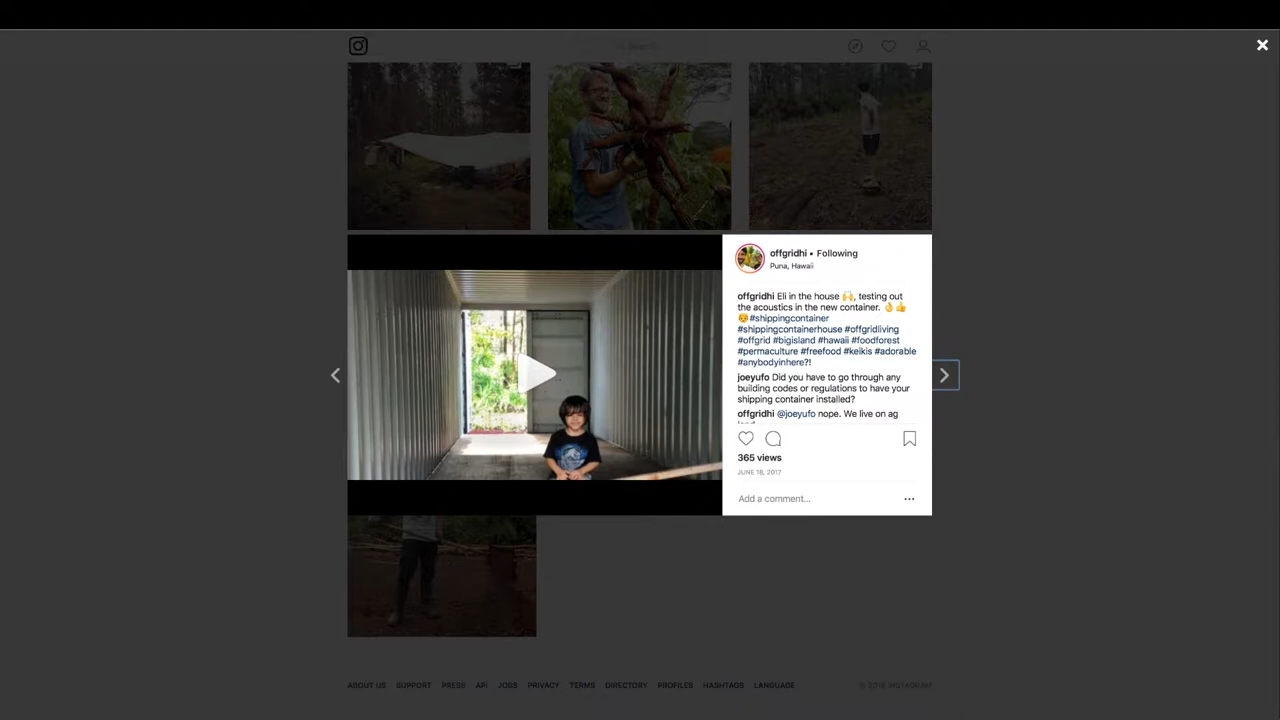 Search
offgridhi • Following
Puna, Hawaii
offgridhi Eli in the house 🙌, testing out
the acoustics in the new container. 👌👍
#shippingcontainer
#shippingcontainerhouse #offgridliving
#offgrid #bigisland #hawaii #foodforest
#permaculture #freefood #keikis #adorable
#anybodyinhere?!
joeyufo Did you have to go through any
building codes or regulations to have your
shipping container installed?
offgridhi @joeyufo nope. We live on ag
365 views
JUNE 18, 2017
Add a comment...
ABOUT US SUPPORT PRESS API JOBS PRIVACY TERMS DIRECTORY PROFILES HASHTAGS LANGUAGE
© 2018 INSTAGRAM